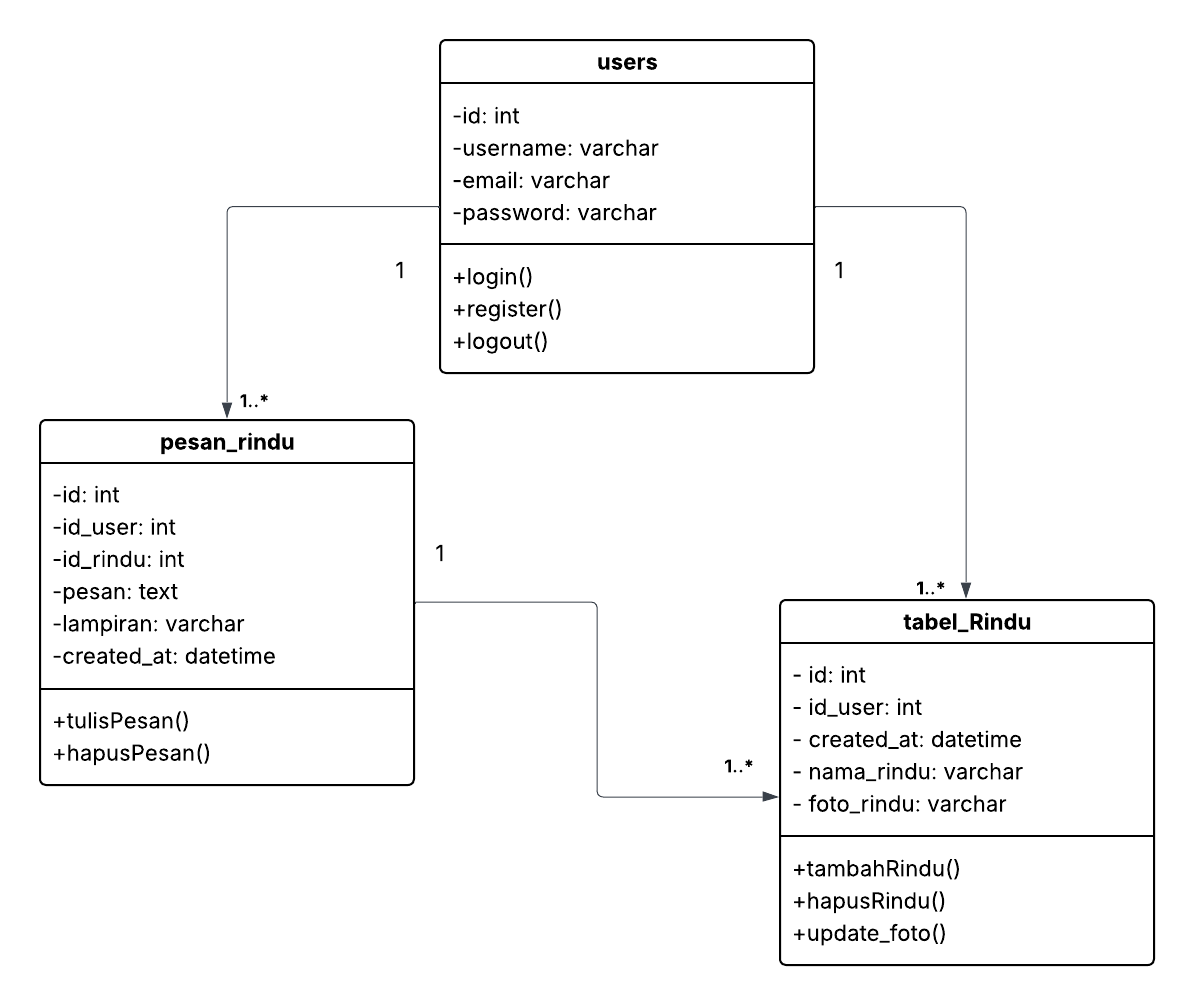 users
-id: int
-username: varchar
-email: varchar
-password: varchar
+login()
+register()
+logout()
1
1
1..*
pesan_rindu
-id: int
-id_user: int
-id_rindu: int
-pesan: text
-lampiran: varchar
-created_at: datetime
+tulisPesan()
+hapusPesan()
1
1..*
1..*
tabel_Rindu
- id: int
- id_user: int
- created_at: datetime
- nama_rindu: varchar
- foto_rindu: varchar
+tambahRindu()
+hapusRindu()
+update_foto()